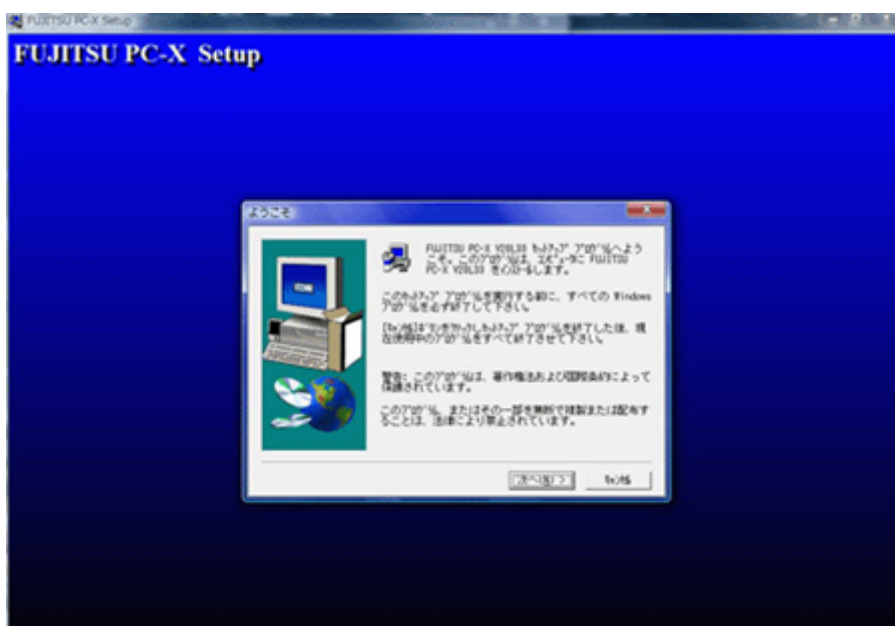 FUJITSU PC-X Setup
FUJITSU PC-X Setup
ようこそ
FUJITSU PC-X V20L33 ｾｯﾄｱｯﾌﾟ ﾌﾟﾛｸﾞﾗﾑへよう
こそ。このﾌﾟﾛｸﾞﾗﾑは、ｺﾝﾋﾟｭｰﾀに FUJITSU
PC-X V20L33 をｲﾝｽﾄｰﾙします。
このｾｯﾄｱｯﾌﾟ ﾌﾟﾛｸﾞﾗﾑを実行する前に、すべての Windows
ﾌﾟﾛｸﾞﾗﾑを必ず終了して下さい。
[ｷｬﾝｾﾙ]ﾎﾞﾀﾝをｸﾘｯｸしｾｯﾄｱｯﾌﾟ ﾌﾟﾛｸﾞﾗﾑを終了した後、現
在使用中のﾌﾟﾛｸﾞﾗﾑをすべて終了させて下さい。
警告: このﾌﾟﾛｸﾞﾗﾑは、著作権法および国際条約によって
保護されています。
このﾌﾟﾛｸﾞﾗﾑ、またはその一部を無断で複製または配布す
ることは、法律により禁止されています。
次へ(N) >
ｷｬﾝｾﾙ